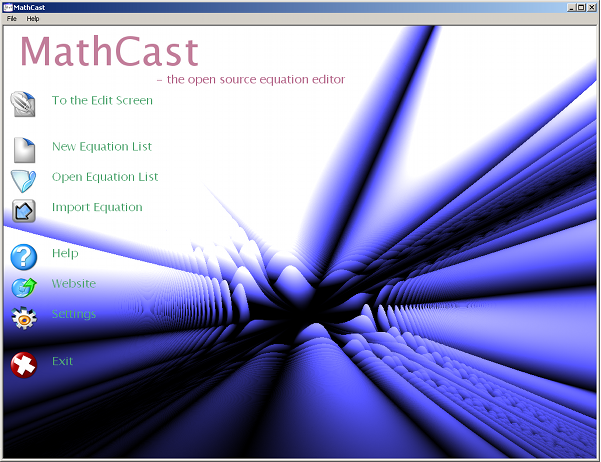 MathCast
File Help
MathCast
– the open source equation editor
To the Edit Screen
New Equation List
Open Equation List
Import Equation
Help
Website
Settings
Exit